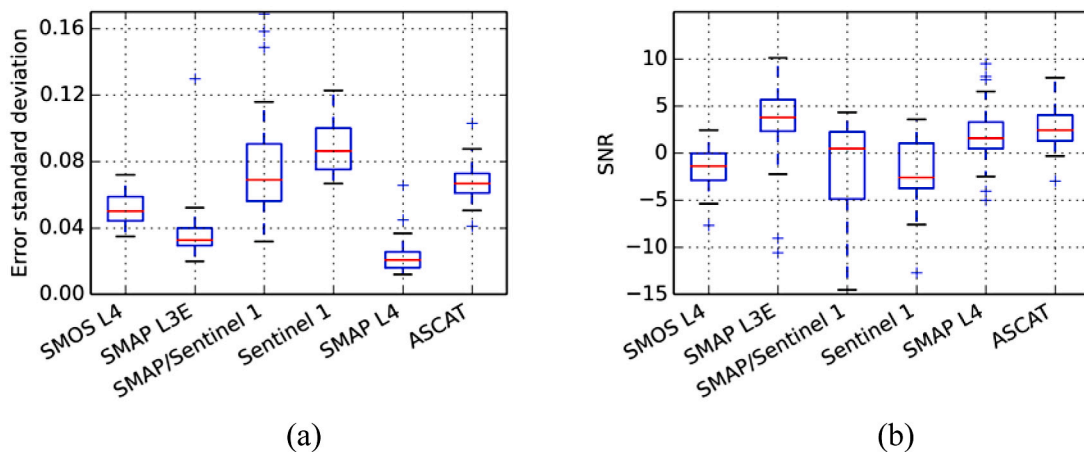 0.16
0.12
0.08
0.04
0.00
Error standard deviation
SMOS L4
SMAP L3E
SMAP/Sentinel 1
Sentinel 1
SMAP L4
ASCAT
(a)
10
5
0
−5
−10
−15
SNR
SMOS L4
SMAP L3E
SMAP/Sentinel 1
Sentinel 1
SMAP L4
ASCAT
(b)